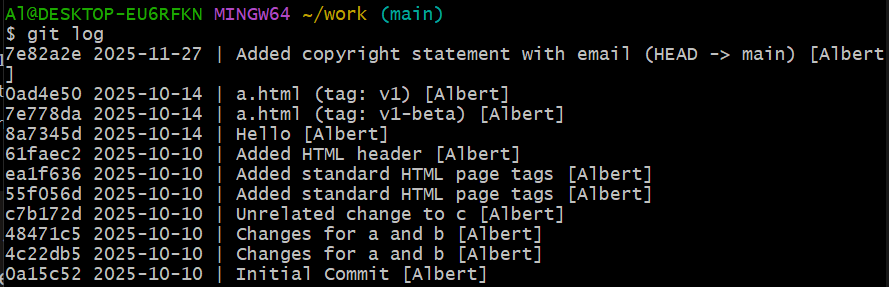 Al@DESKTOP-EU6RFKN MINGW64 ~/work (main)
$ git log
7e82a2e 2025-11-27 | Added copyright statement with email (HEAD -> main) [Albert
]
0ad4e50 2025-10-14 | a.html (tag: v1) [Albert]
7e778da 2025-10-14 | a.html (tag: v1-beta) [Albert]
8a7345d 2025-10-14 | Hello [Albert]
61faec2 2025-10-10 | Added HTML header [Albert]
ea1f636 2025-10-10 | Added standard HTML page tags [Albert]
55f056d 2025-10-10 | Added standard HTML page tags [Albert]
c7b172d 2025-10-10 | Unrelated change to c [Albert]
48471c5 2025-10-10 | Changes for a and b [Albert]
4c22db5 2025-10-10 | Changes for a and b [Albert]
0a15c52 2025-10-10 | Initial Commit [Albert]